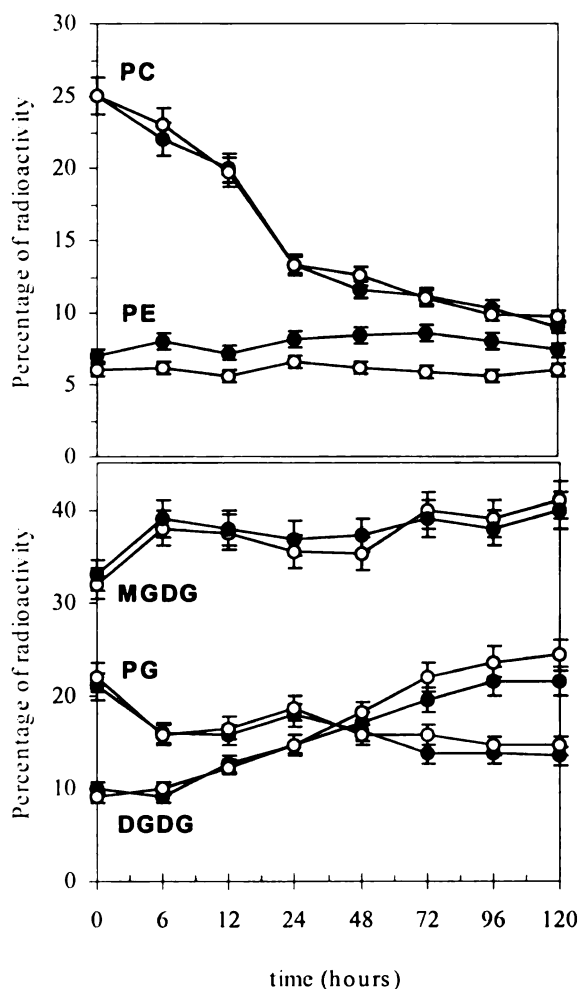 30
PC
25
20
15
10
PE
5
0
Percentage of radioactivity
40
MGDG
30
PG
20
10
DGDG
0
Percentage of radioactivity
0 6 12 24 48 72 96 120
time (hours)